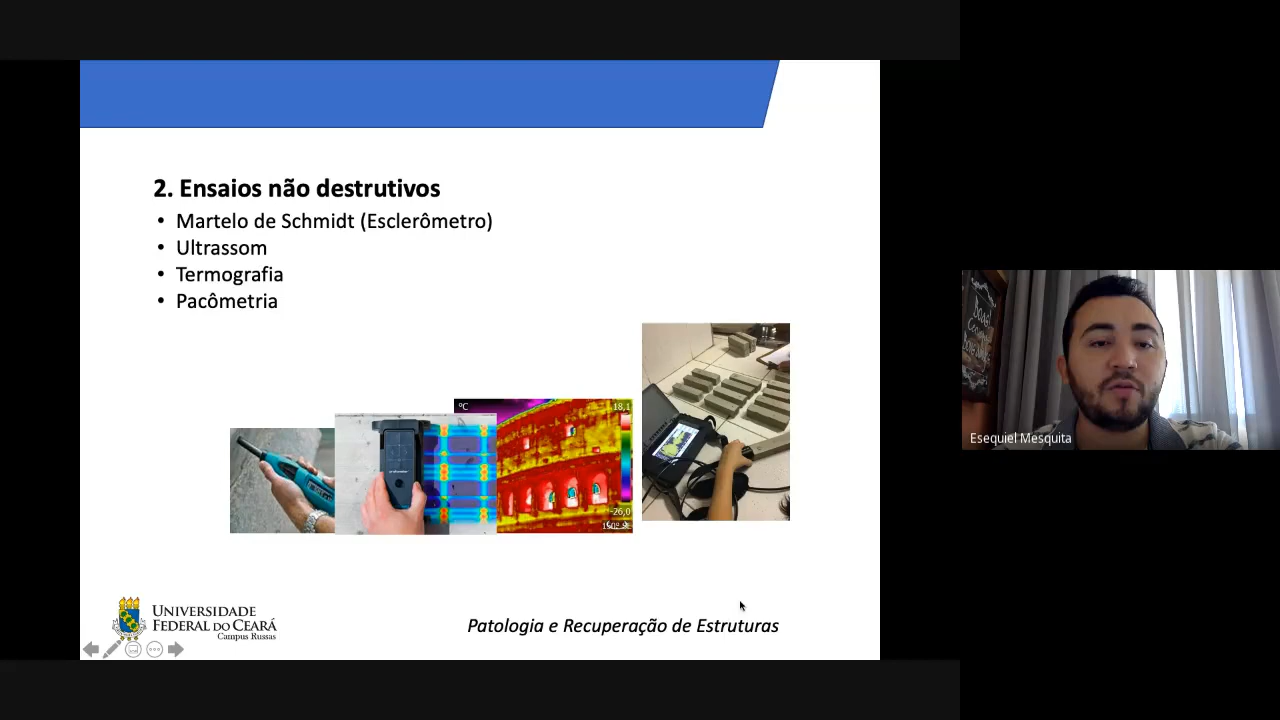 2. Ensaios não destrutivos
• Martelo de Schmidt (Esclerômetro)
• Ultrassom
• Termografia
• Pacômetria
°C
18,1
-26,0
UNIVERSIDADE
FEDERAL DO CEARÁ
Campus Russas
Patologia e Recuperação de Estruturas
Esequiel Mesquita